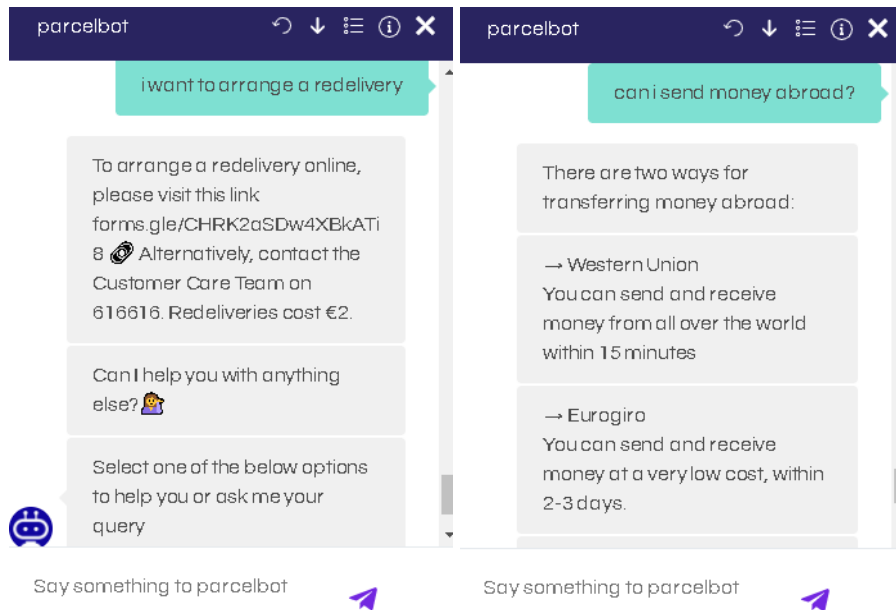 parcelbot
i want to arrange a redelivery
To arrange a redelivery online,
please visit this link
forms.gle/CHRK2aSDw4XBkATi
8 Alternatively, contact the
Customer Care Team on
616616. Redeliveries cost €2.
Can I help you with anything
else?
Select one of the below options
to help you or ask me your
query
Say something to parcelbot
parcelbot
can i send money abroad?
There are two ways for
transferring money abroad:
→ Western Union
You can send and receive
money from all over the world
within 15 minutes
→ Eurogiro
You can send and receive
money at a very low cost, within
2-3 days.
Say something to parcelbot